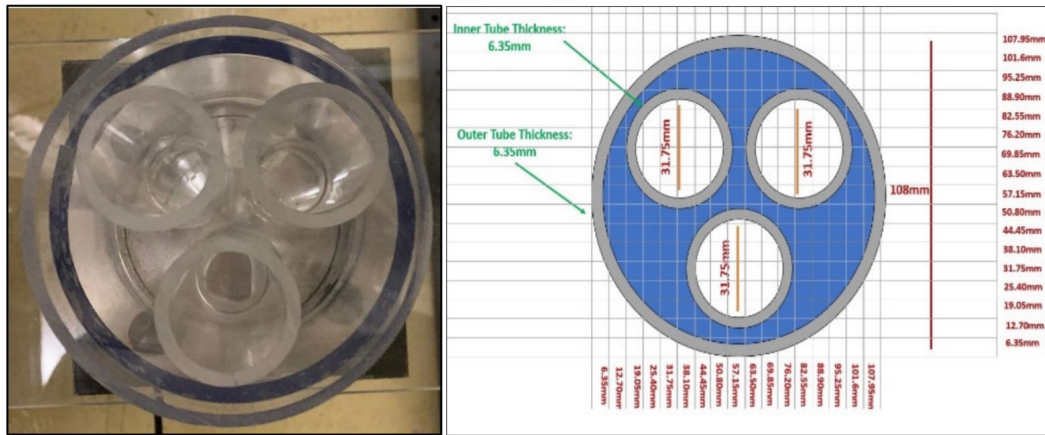 Inner Tube Thickness:
6.35mm
Outer Tube Thickness:
6.35mm
31.75mm
31.75mm
31.75mm
108mm
107.95mm
101.6mm
95.25mm
88.90mm
82.55mm
76.20mm
69.85mm
63.50mm
57.15mm
50.80mm
44.45mm
38.10mm
31.75mm
25.40mm
19.05mm
12.70mm
6.35mm
6.35mm
12.70mm
19.05mm
25.40mm
31.75mm
38.10mm
44.45mm
50.80mm
57.15mm
63.50mm
69.85mm
76.20mm
82.55mm
88.90mm
95.25mm
101.6mm
107.95mm